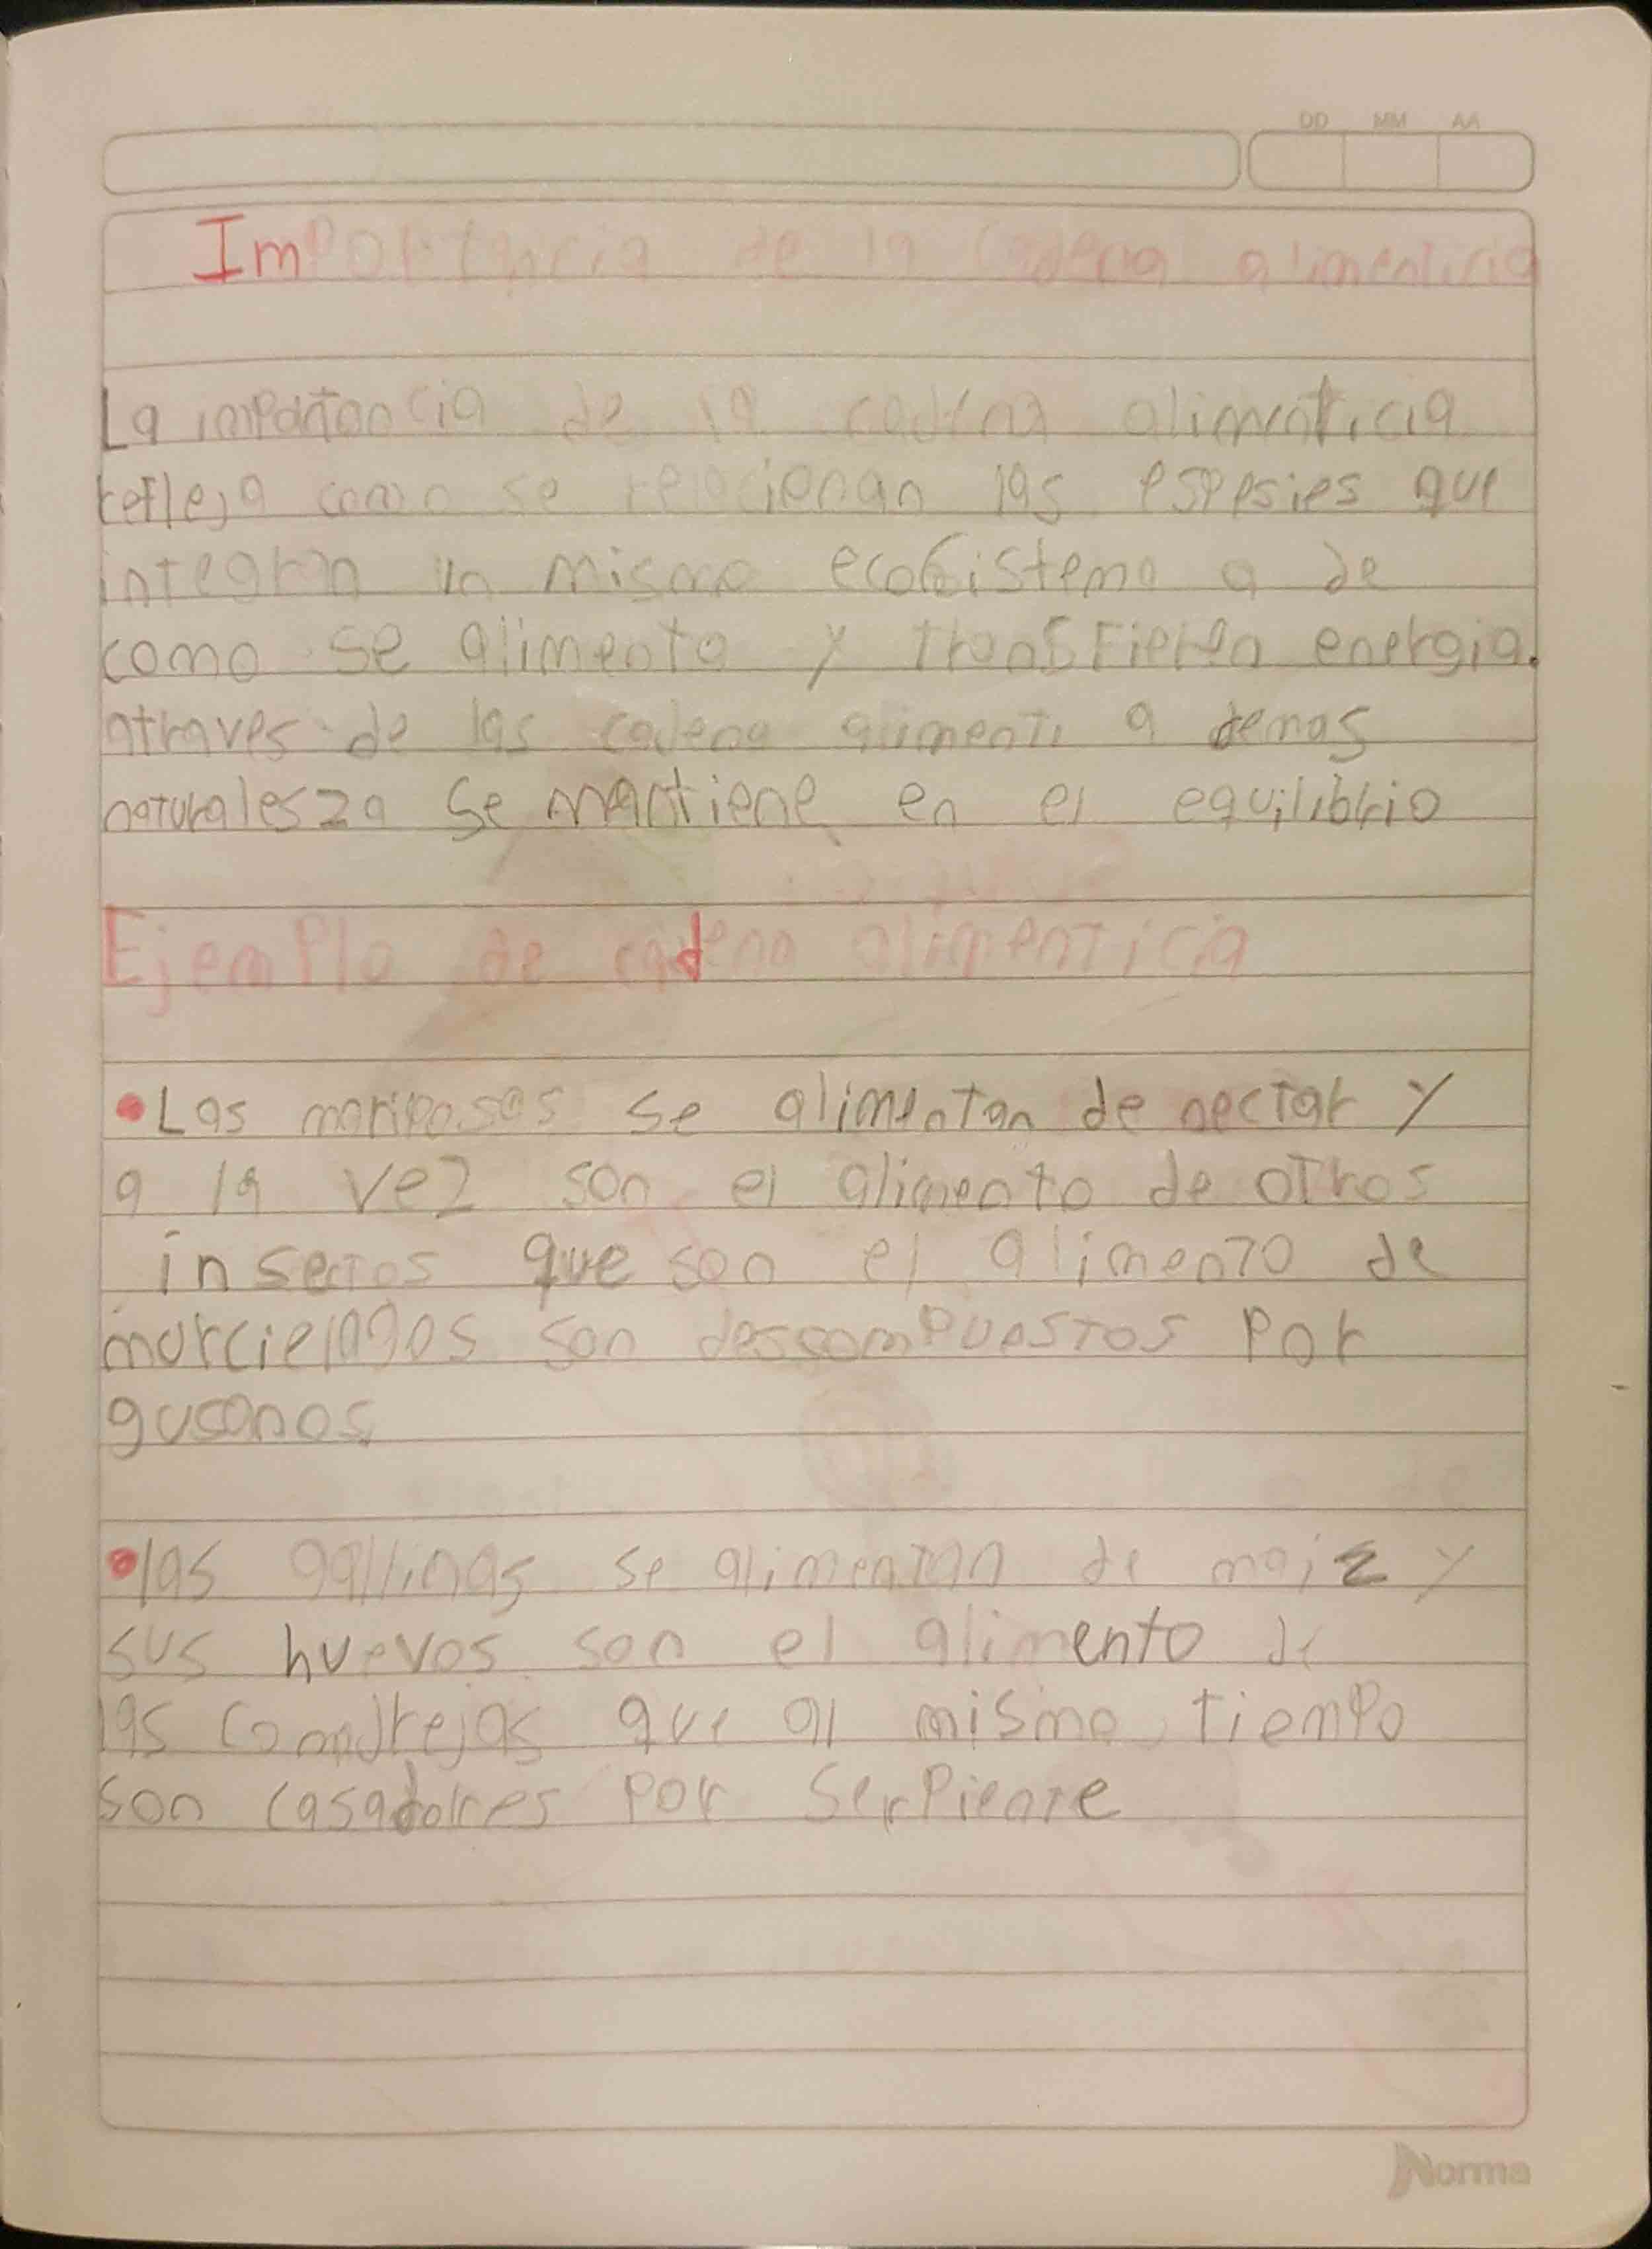 DD MM AA
Importancia de la Cadena alimenticia
La importancia de la cadena alimenticia
refleja como se relacionan las espesies que
integran un mismo ecosistema a de
como se alimenta y transfieren energia.
atraves de las cadena alimenti a demas
naturalesza se mantiene en el equilibrio
Ejemplo de cadena alimenticia
•Las mariposas se alimentan de nectar y
a la vez son el alimento de otros
insectos que son el alimento de
murcielagos son descompuestos por
gusanos.
•las gallinas se alimentan de maiz y
sus huevos son el alimento de
las comadrejas que al mismo tiempo
son casadores por serpiente
Norma